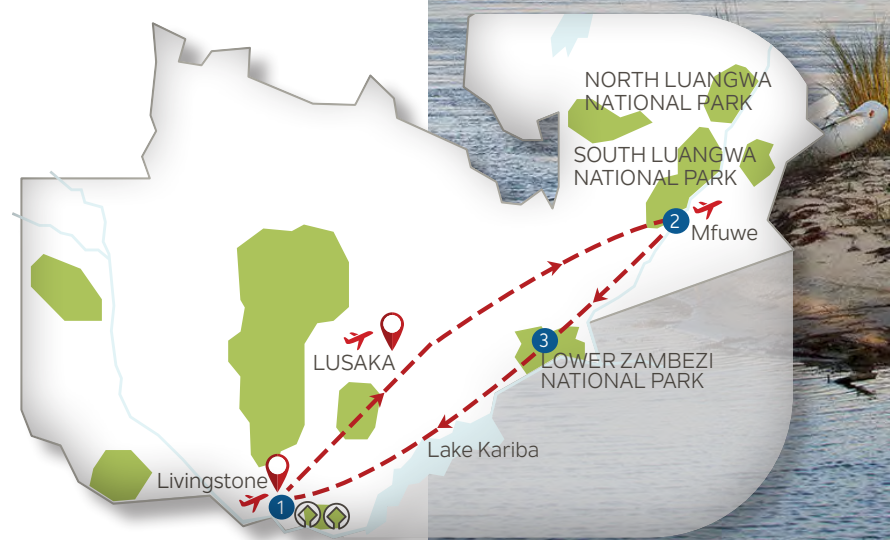 NORTH LUANGWA
NATIONAL PARK
SOUTH LUANGWA
NATIONAL PARK
2
Mfuwe
3
LUSAKA
LOWER ZAMBEZI
NATIONAL PARK
Lake Kariba
Livingstone
1